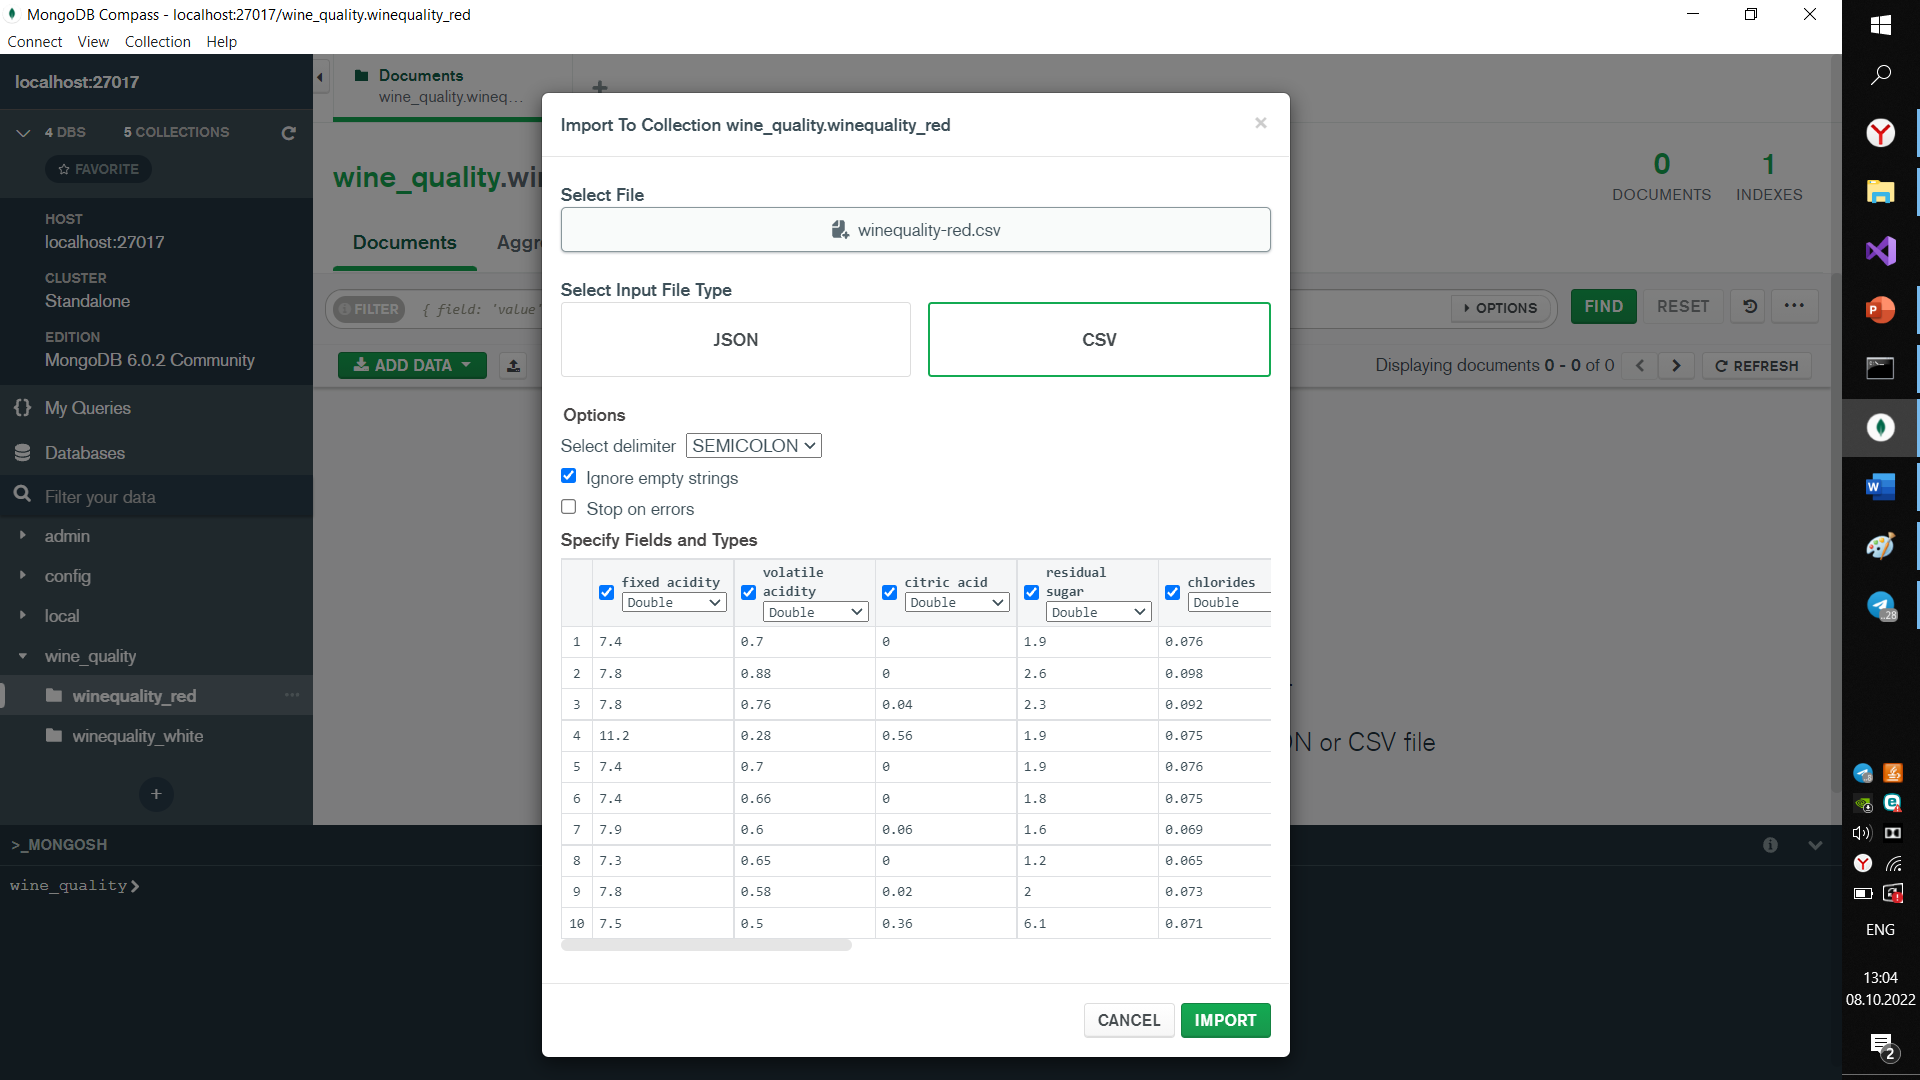 MongoDB Compass - localhost:27017/wine_quality.winequality_red
Connect View Collection Help
localhost:27017
4 DBS 5 COLLECTIONS
FAVORITE
HOST
localhost:27017
CLUSTER
Standalone
EDITION
MongoDB 6.0.2 Community
{} My Queries
Databases
Filter your data
admin
config
local
wine_quality
winequality_red
winequality_white
+
Documents
wine_quality.wineq...
+
wine_quality.wi
0
DOCUMENTS
1
INDEXES
Documents Aggr
FILTER { field: 'value'
OPTIONS
FIND
RESET
ADD DATA
Displaying documents 0 - 0 of 0
REFRESH
N or CSV file
Import To Collection wine_quality.winequality_red
×
Select File
winequality-red.csv
Select Input File Type
JSON
CSV
Options
Select delimiter SEMICOLON
Ignore empty strings
Stop on errors
Specify Fields and Types
fixed acidity Double
volatile acidity Double
citric acid Double
residual sugar Double
chlorides Double
1 7.4 0.7 0 1.9 0.076
2 7.8 0.88 0 2.6 0.098
3 7.8 0.76 0.04 2.3 0.092
4 11.2 0.28 0.56 1.9 0.075
5 7.4 0.7 0 1.9 0.076
6 7.4 0.66 0 1.8 0.075
7 7.9 0.6 0.06 1.6 0.069
8 7.3 0.65 0 1.2 0.065
9 7.8 0.58 0.02 2 0.073
10 7.5 0.5 0.36 6.1 0.071
CANCEL
IMPORT
>_MONGOSH
wine_quality>
ENG
13:04
08.10.2022
2